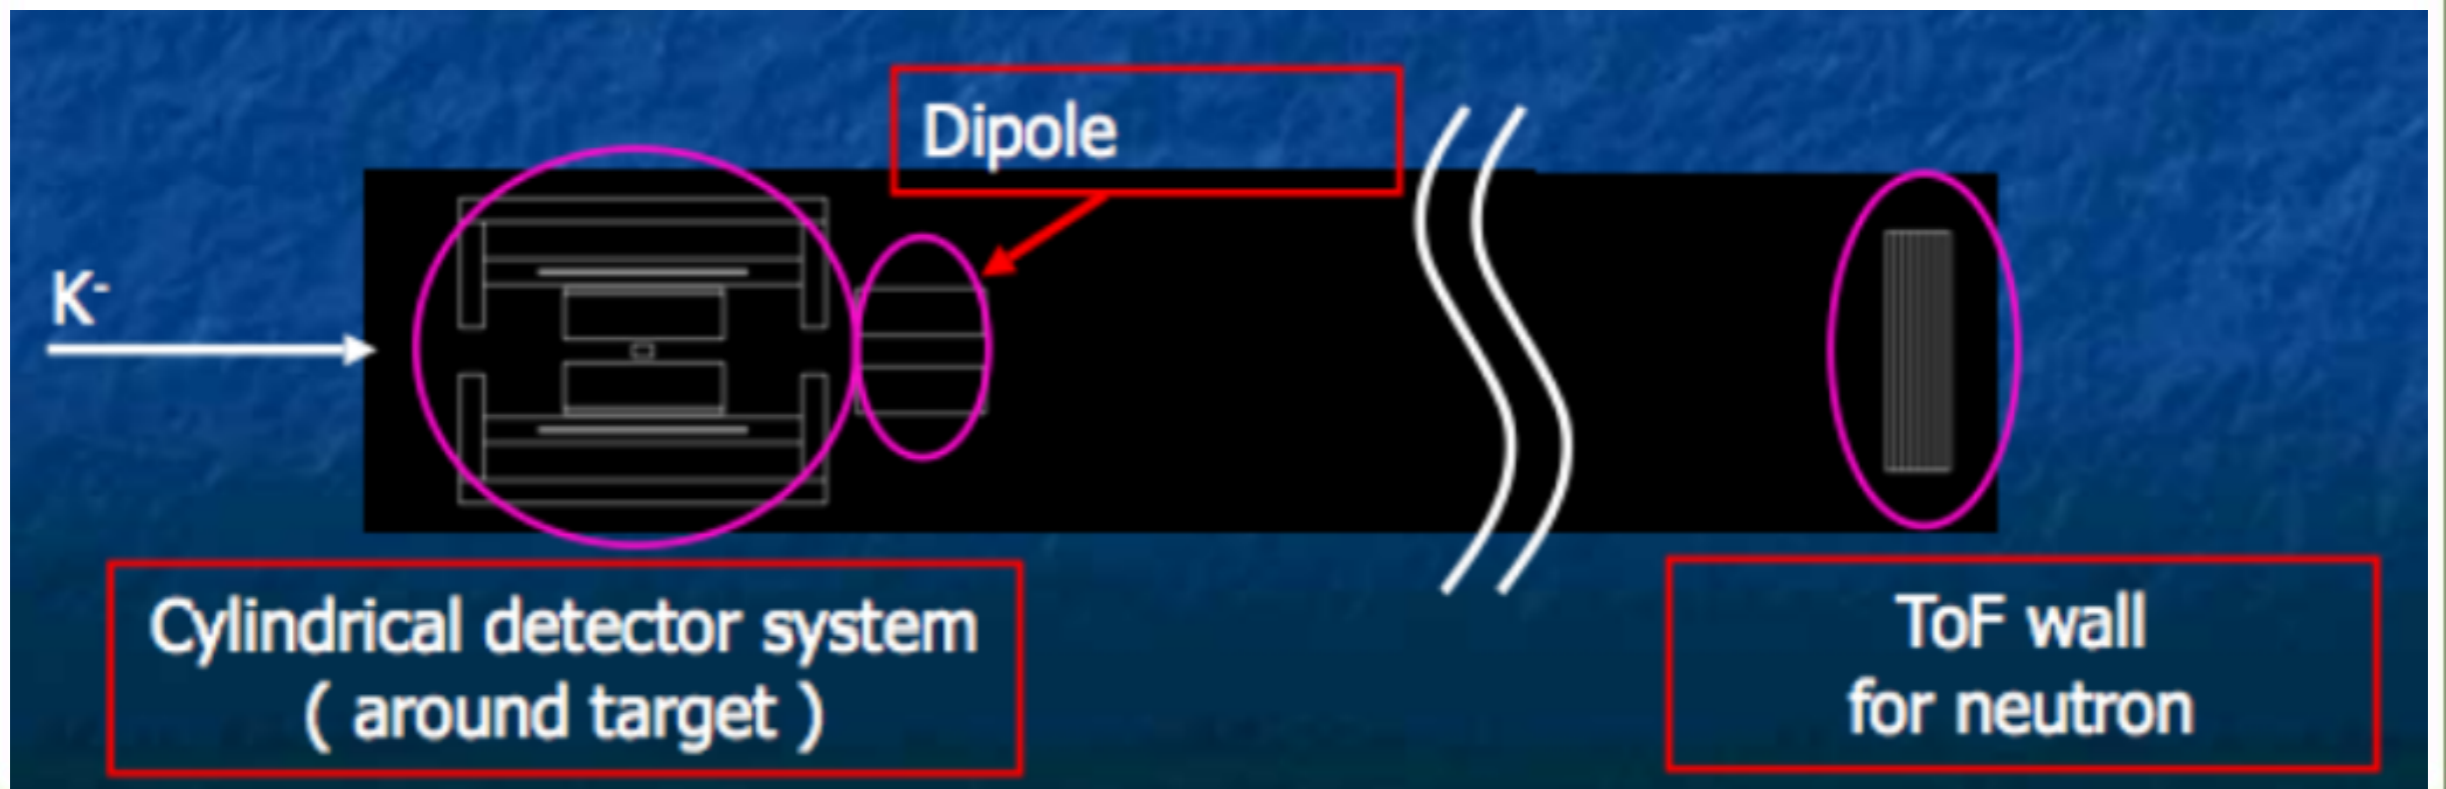 Dipole
K-
Cylindrical detector system
( around target )
ToF wall
for neutron